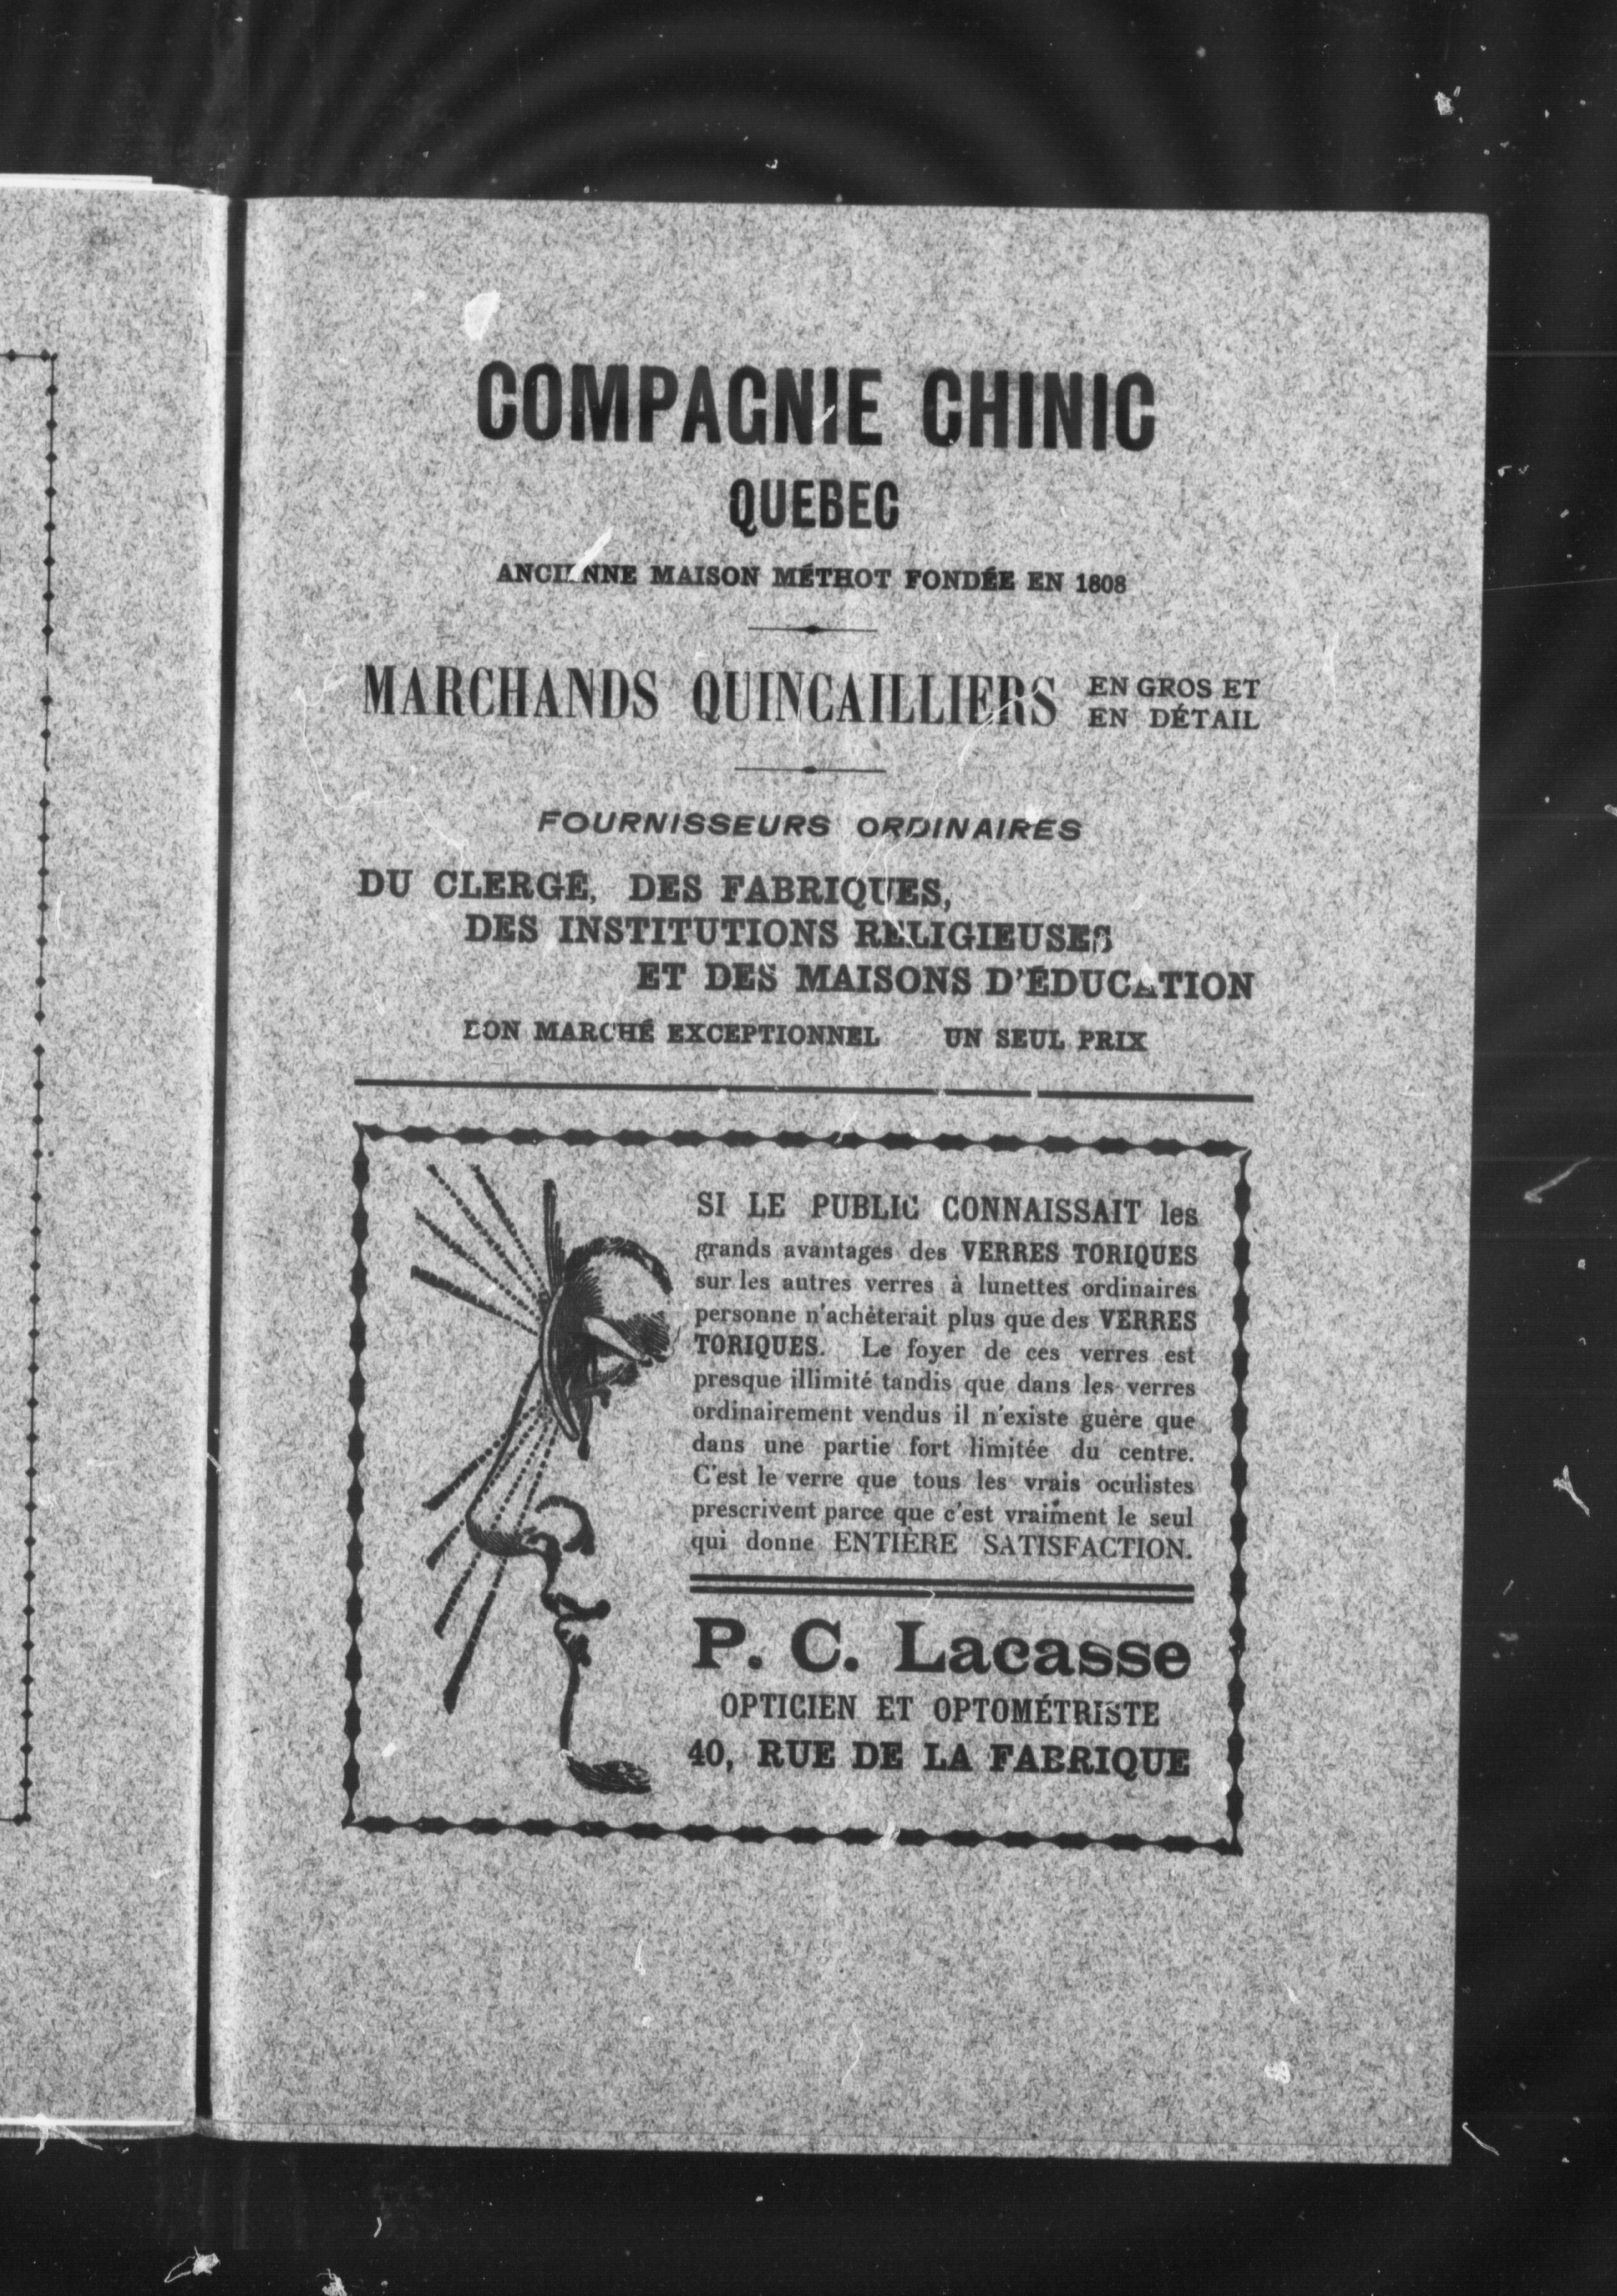 COMPAGNIE CHINIC
QUEBEC
ANCIENNE MAISON MÉTHOT FONDÉE EN 1808
MARCHANDS QUINCAILLIERS EN GROS ET
EN DÉTAIL
FOURNISSEURS ORDINAIRES
DU CLERGÉ, DES FABRIQUES,
DES INSTITUTIONS RELIGIEUSES
ET DES MAISONS D'ÉDUCATION
BON MARCHÉ EXCEPTIONNEL UN SEUL PRIX
SI LE PUBLIC CONNAISSAIT les
grands avantages des VERRES TORIQUES
sur les autres verres à lunettes ordinaires
personne n'achèterait plus que des VERRES
TORIQUES. Le foyer de ces verres est
presque illimité tandis que dans les verres
ordinairement vendus il n'existe guère que
dans une partie fort limitée du centre.
C'est le verre que tous les vrais oculistes
prescrivent parce que c'est vraiment le seul
qui donne ENTIÈRE SATISFACTION.
P. C. Lacasse
OPTICIEN ET OPTOMÉTRISTE
40, RUE DE LA FABRIQUE